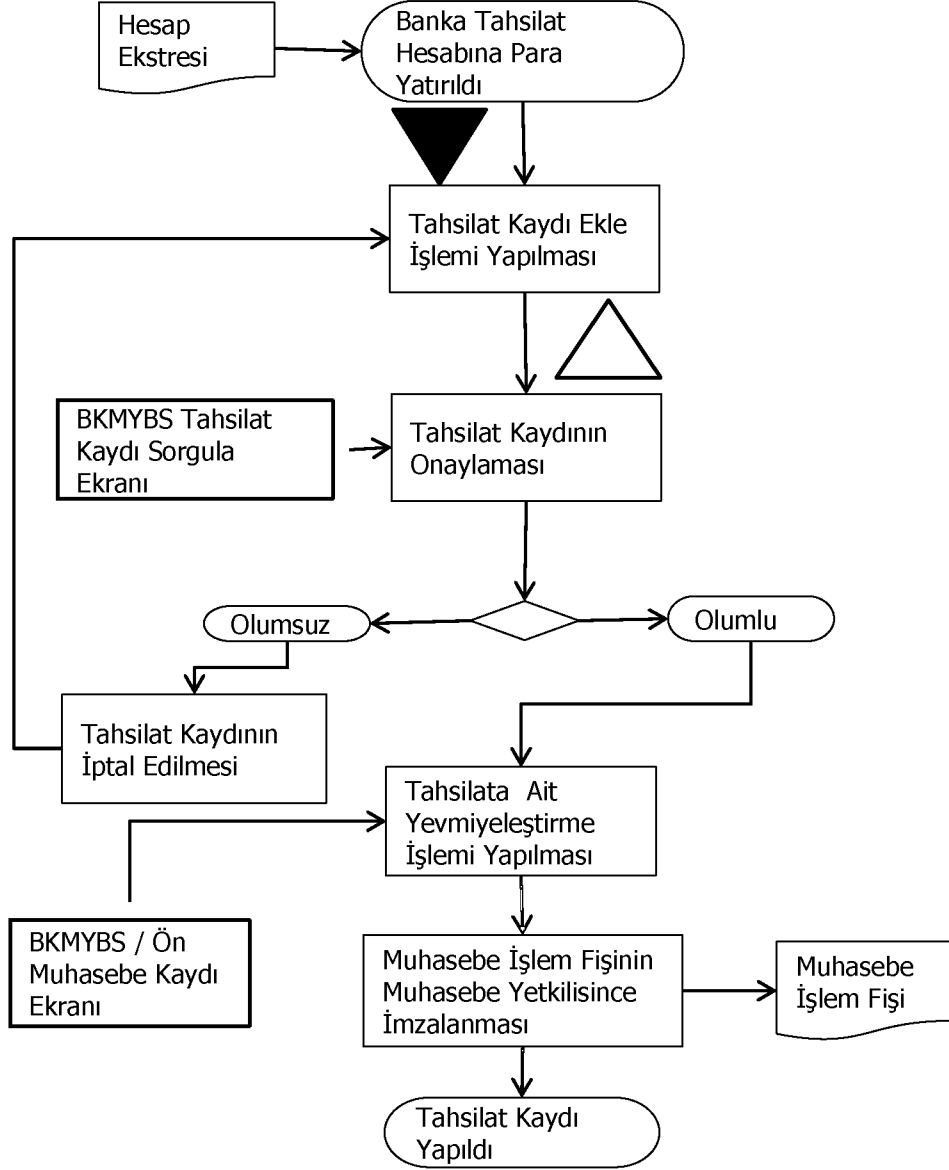 Hesap
Ekstresi
Banka Tahsilat
Hesabına Para
Yatırıldı
Tahsilat Kaydı Ekle
İşlemi Yapılması
BKMYBS Tahsilat
Kaydı Sorgula
Ekranı
Tahsilat Kaydının
Onaylaması
Olumsuz
Olumlu
Tahsilat Kaydının
İptal Edilmesi
Tahsilata Ait
Yevmiyeleştirme
İşlemi Yapılması
BKMYBS / Ön
Muhasebe Kaydı
Ekranı
Muhasebe İşlem Fişinin
Muhasebe Yetkilisince
İmzalanması
Muhasebe
İşlem Fişi
Tahsilat Kaydı
Yapıldı